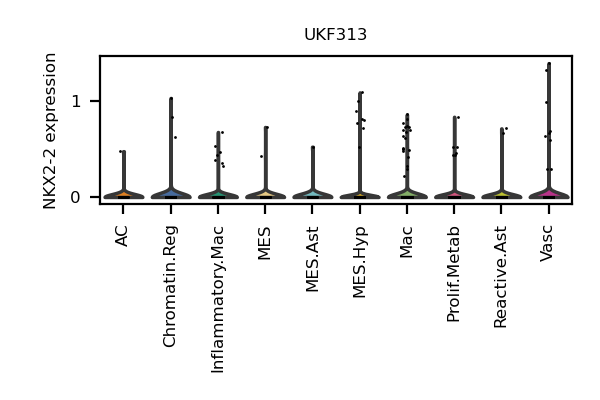 UKF313
NKX2-2 expression
1
0
AC
Chromatin.Reg
Inflammatory.Mac
MES
MES.Ast
MES.Hyp
Mac
Prolif.Metab
Reactive.Ast
Vasc